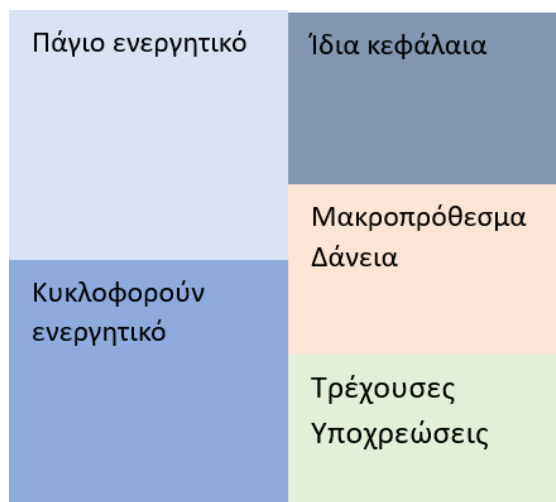 Πάγιο ενεργητικό
Ίδια κεφάλαια
Μακροπρόθεσμα
Δάνεια
Κυκλοφορούν
ενεργητικό
Τρέχουσες
Υποχρεώσεις